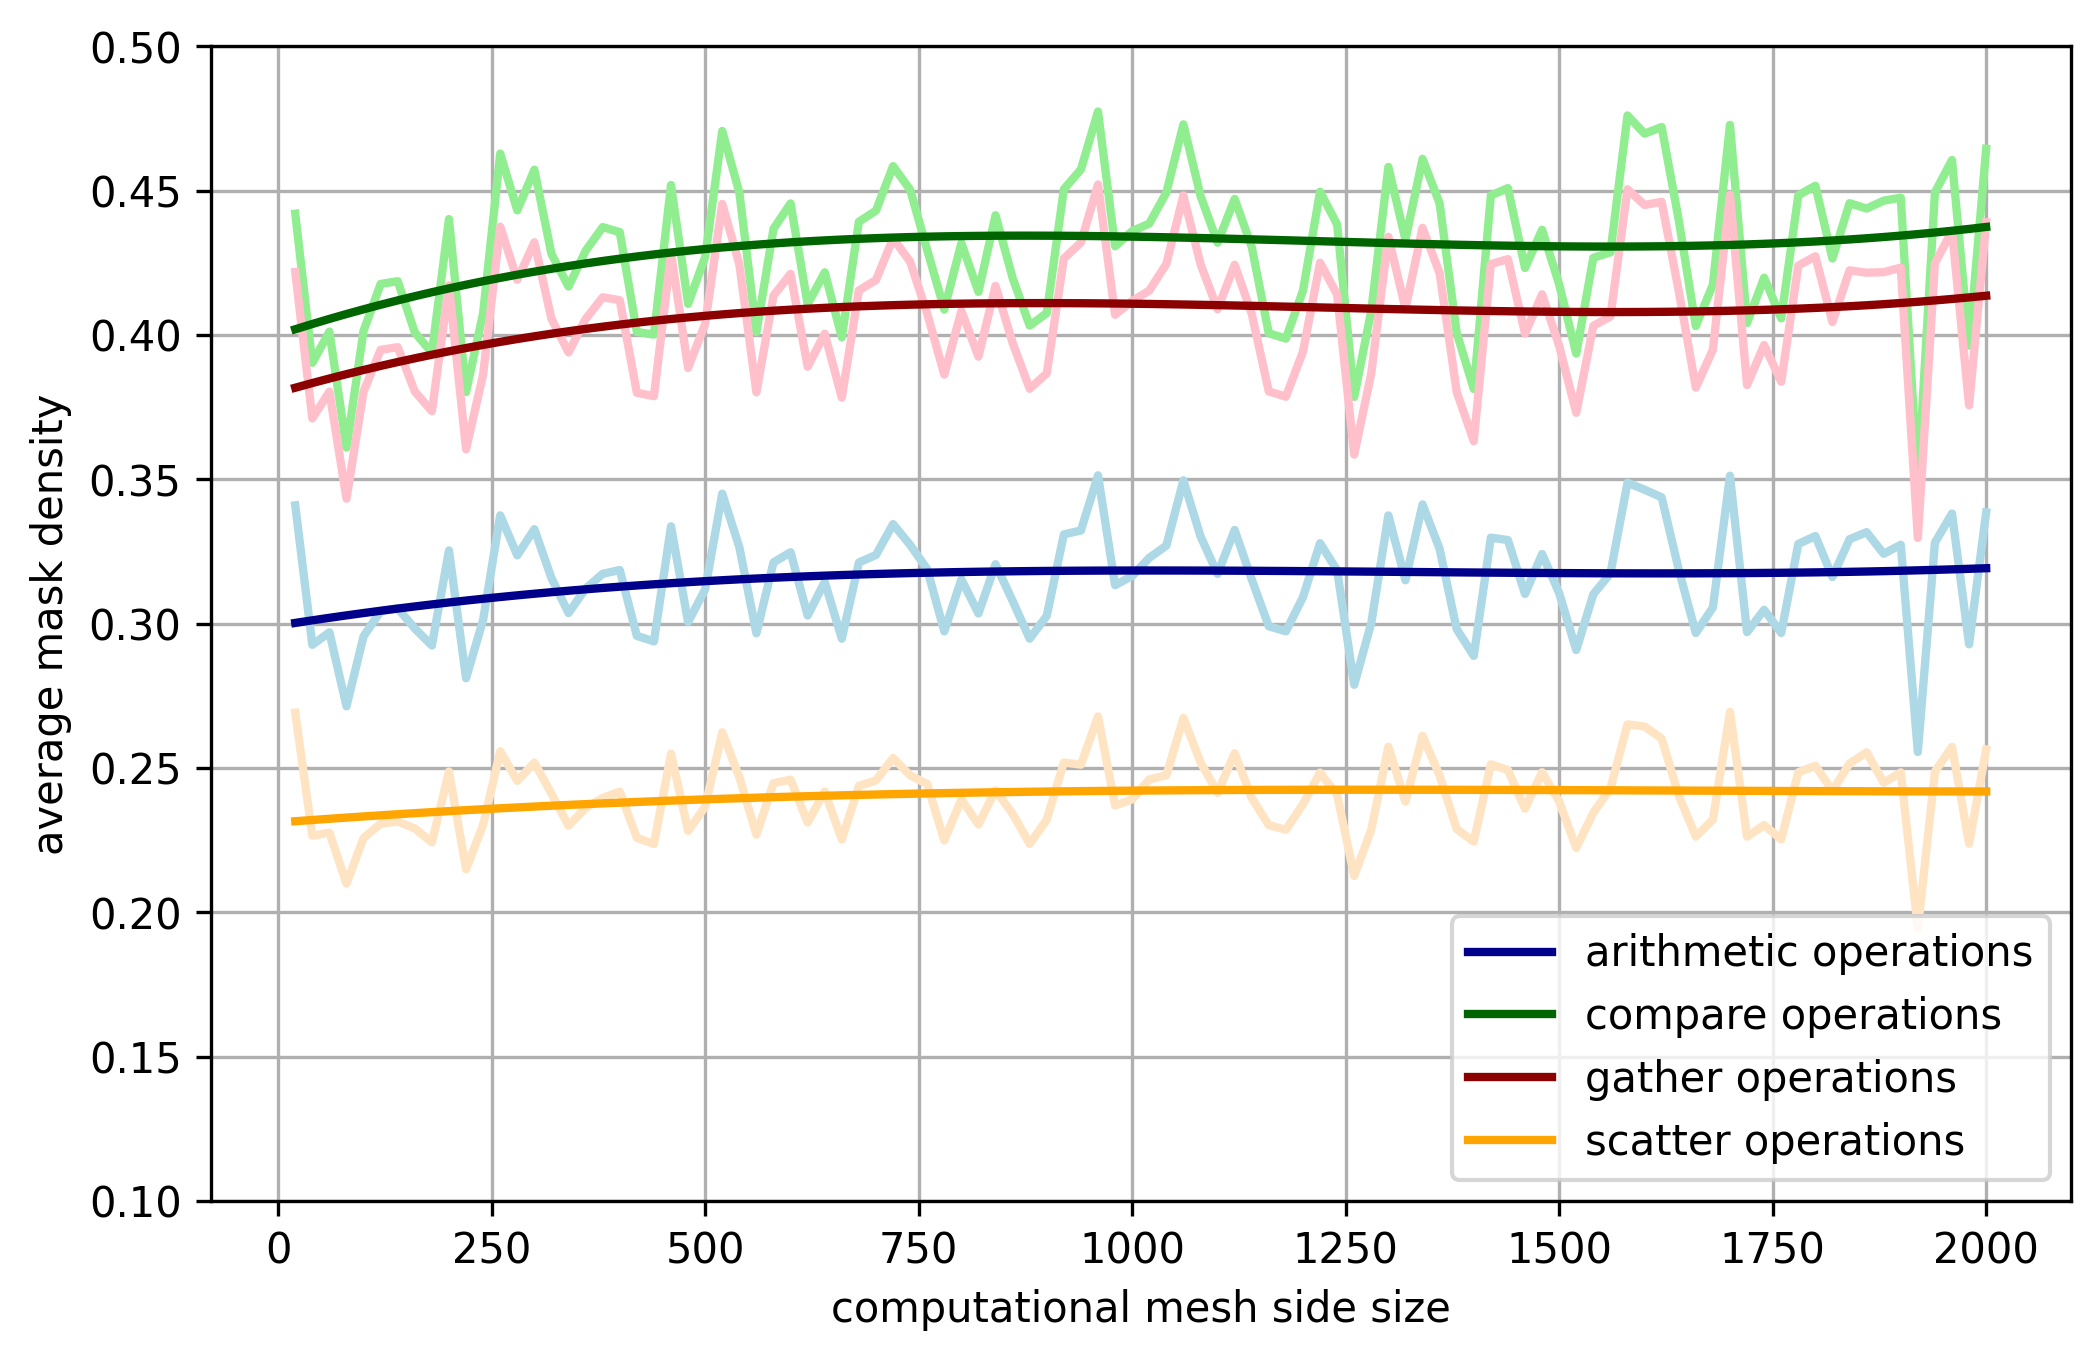 0.50
0.45
0.40
0.35
0.30
0.25
0.20
0.15
0.10
average mask density
arithmetic operations
compare operations
gather operations
scatter operations
0 250 500 750 1000 1250 1500 1750 2000
computational mesh side size